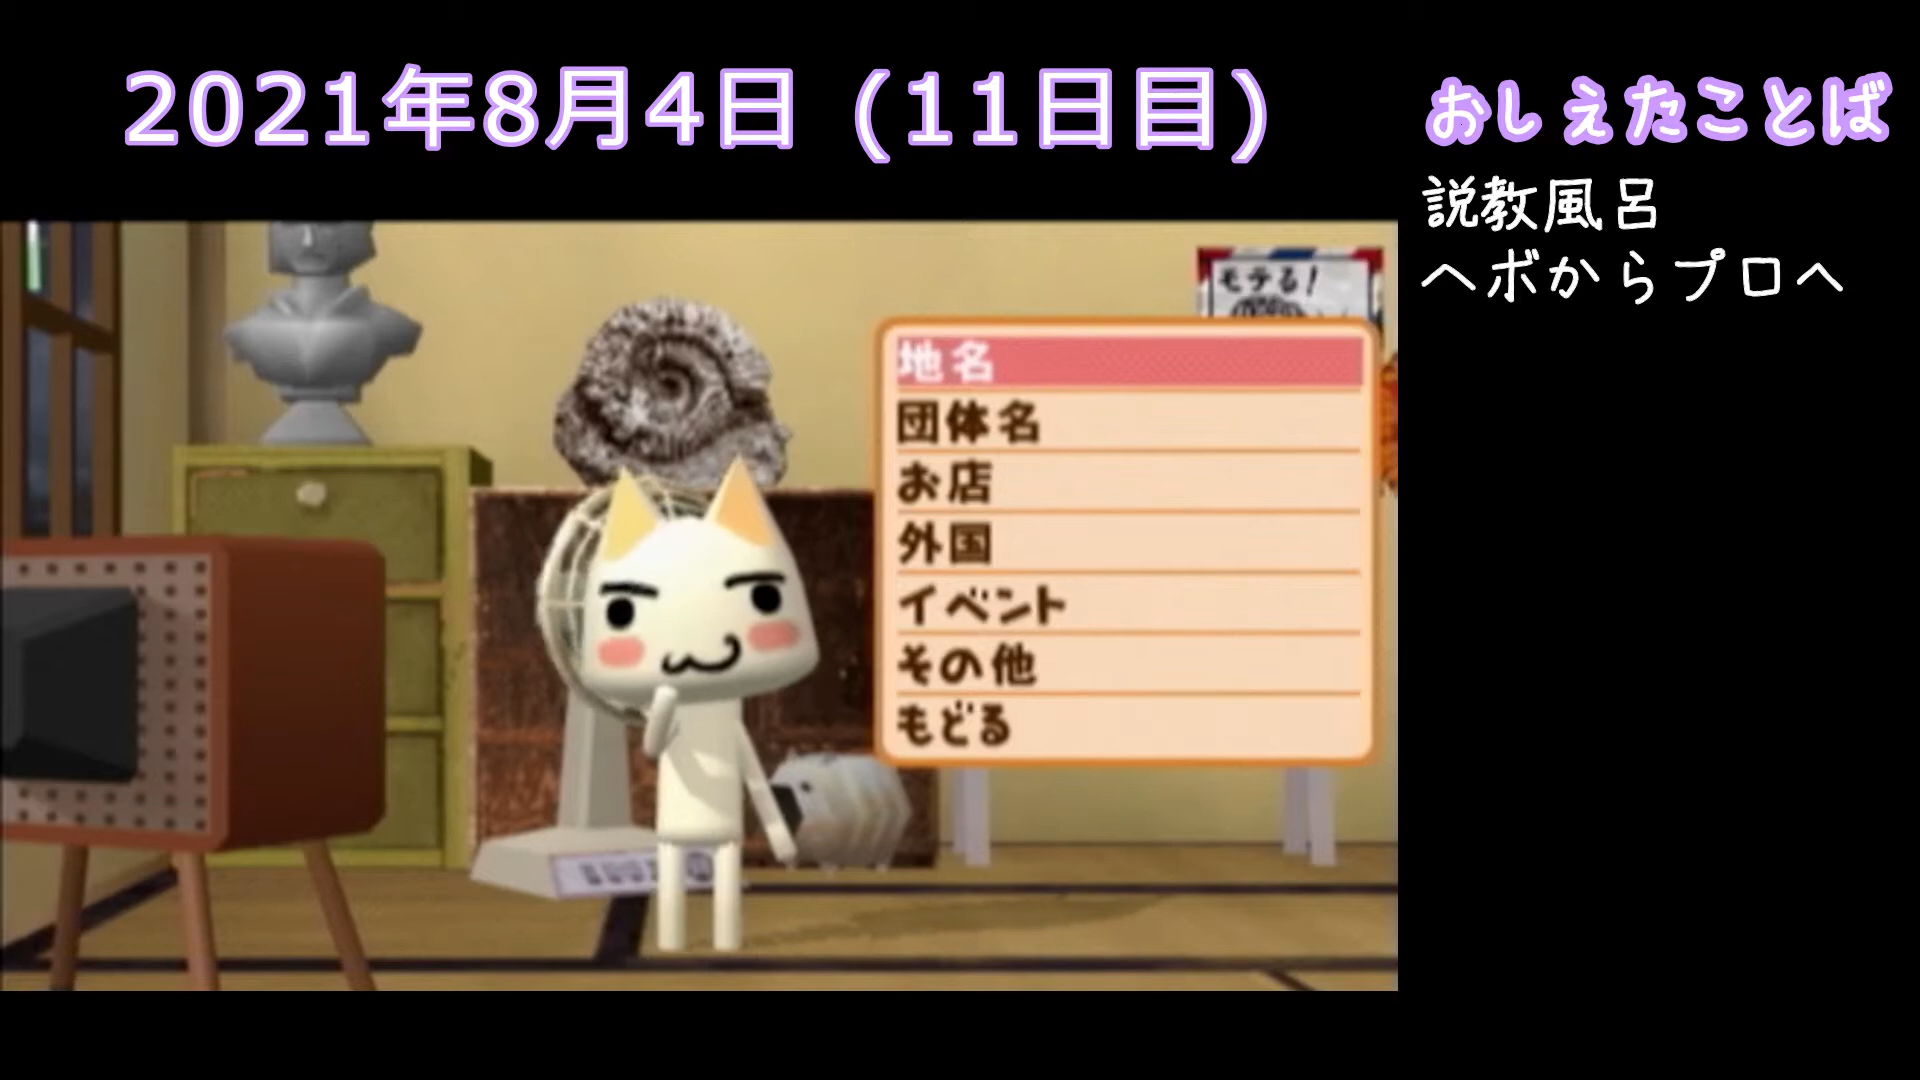 2021年8月4日 (11日目)
おしえたことば
説教風呂
ヘボからプロへ
モテる!
地名
団体名
お店
外国
イベント
その他
もどる